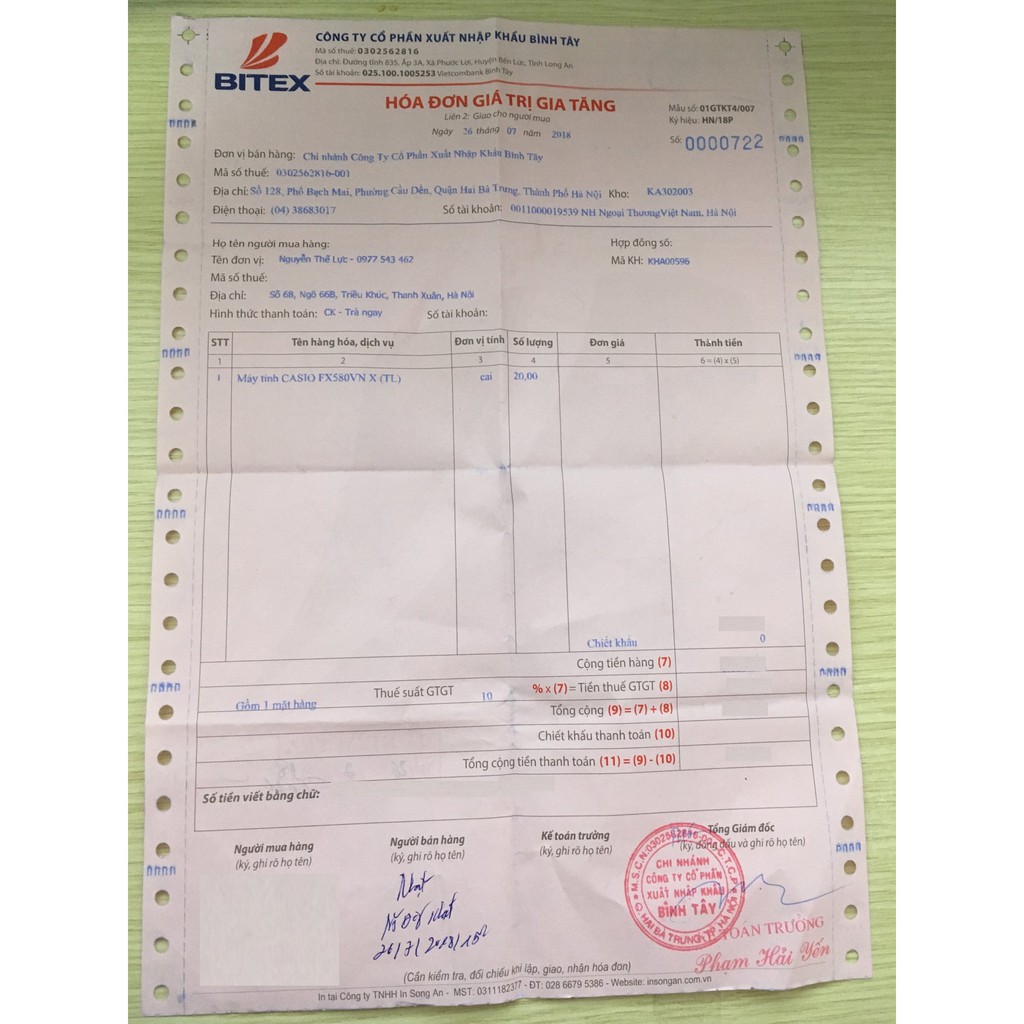 BITEX
CÔNG TY CỔ PHẦN XUẤT NHẬP KHẨU BÌNH TÂY
Mã số thuế: 0302562816
Địa chỉ: Đường tỉnh 835, Ấp 3A, Xã Phước Lợi, Huyện Bến Lức, Tỉnh Long An
Số tài khoản: 025.100.1005253 Vietcombank Bình Tây
HÓA ĐƠN GIÁ TRỊ GIA TĂNG
Liên 2: Giao cho người mua
Ngày 26 tháng 07 năm 2018
Mẫu số: 01GTKT4/007
Ký hiệu: HN/18P
Số: 0000722
Đơn vị bán hàng: Chi nhánh Công Ty Cổ Phần Xuất Nhập Khẩu Bình Tây
Mã số thuế: 0302562816-001
Địa chỉ: Số 128, Phố Bạch Mai, Phường Cầu Dền, Quận Hai Bà Trưng, Thành Phố Hà Nội Kho: KA302003
Điện thoại: (04) 38683017 Số tài khoản: 0011000019539 NH Ngoại ThươngViệt Nam, Hà Nội
Họ tên người mua hàng: Hợp đồng số:
Tên đơn vị: Nguyễn Thế Lực - 0977 543 462 Mã KH: KHA00596
Mã số thuế:
Địa chỉ: Số 68, Ngõ 66B, Triều Khúc, Thanh Xuân, Hà Nội
Hình thức thanh toán: CK - Trả ngay Số tài khoản:
STT Tên hàng hóa, dịch vụ Đơn vị tính Số lượng Đơn giá Thành tiền
1 2 3 4 5 6 = (4) x (5)
1 Máy tính CASIO FX580VN X (TL) cai 20,00
Chiết khấu 0
Cộng tiền hàng (7)
Thuế suất GTGT 10 % x (7) = Tiền thuế GTGT (8)
Gồm 1 mặt hàng
Tổng cộng (9) = (7) + (8)
Chiết khấu thanh toán (10)
Tổng cộng tiền thanh toán (11) = (9) - (10)
Số tiền viết bằng chữ:
Người mua hàng Người bán hàng Kế toán trưởng Tổng Giám đốc
(ký, ghi rõ họ tên) (ký, ghi rõ họ tên) (ký, ghi rõ họ tên) (ký, đóng dấu và ghi rõ họ tên)
CHI NHÁNH
CÔNG TY CỔ PHẦN
XUẤT NHẬP KHẨU
BÌNH TÂY
Q. HAI BÀ TRƯNG - TP. HÀ NỘI
TOÁN TRƯỞNG
Phạm Hải Yến
(Cần kiểm tra, đối chiếu khi lập, giao, nhận hóa đơn)
In tại Công ty TNHH In Song An - MST: 0311182377 - ĐT: 028 6679 5386 - Website: insongan.com.vn